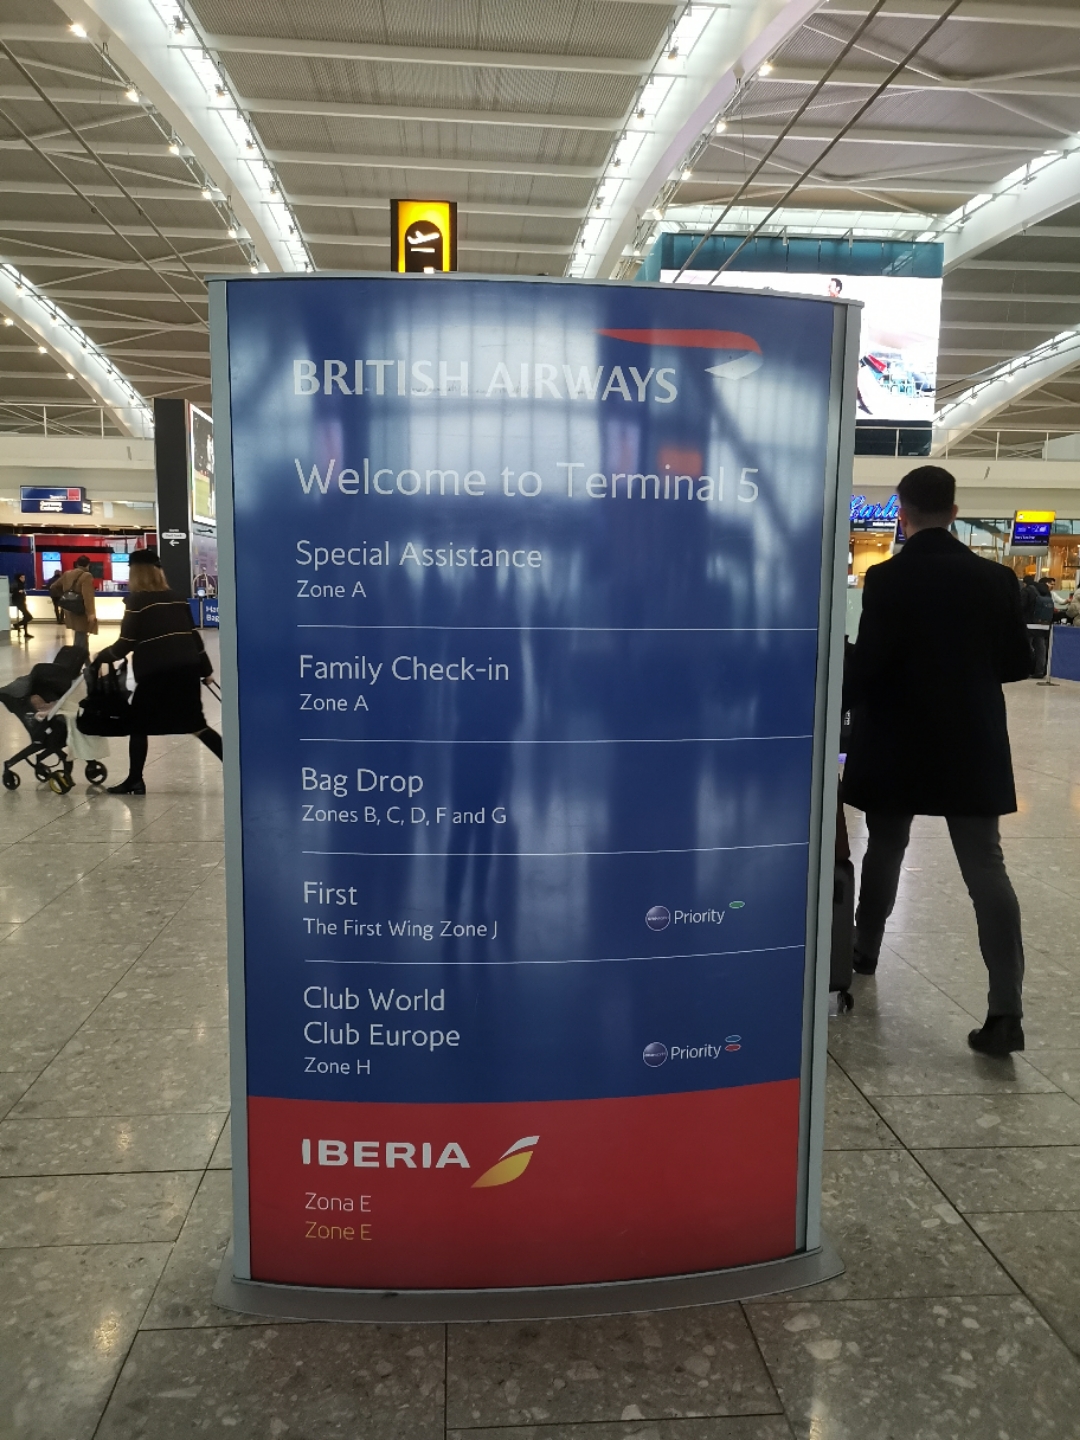 BRITISH AIRWAYS
Welcome to Terminal 5
Special Assistance
Zone A
Family Check-in
Zone A
Bag Drop
Zones B, C, D, F and G
First
The First Wing Zone J
Priority
Club World
Club Europe
Zone H
Priority
IBERIA
Zona E
Zone E